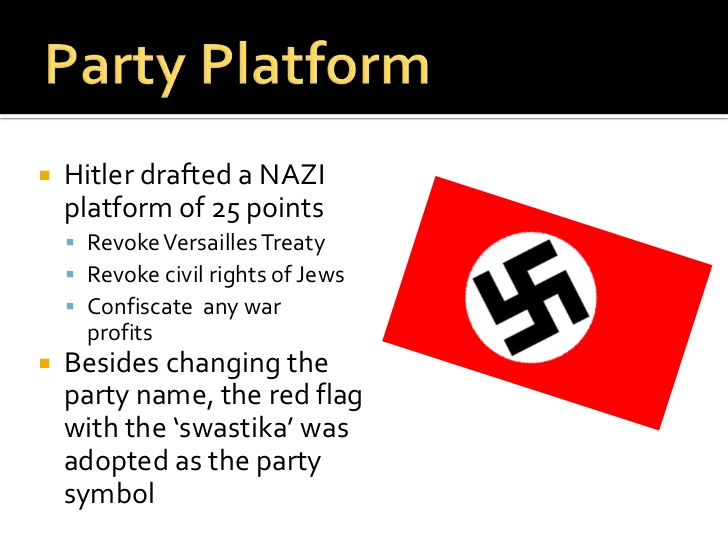 Party Platform
Hitler drafted a NAZI
platform of 25 points
Revoke Versailles Treaty
Revoke civil rights of Jews
Confiscate any war
profits
Besides changing the
party name, the red flag
with the ‘swastika’ was
adopted as the party
symbol